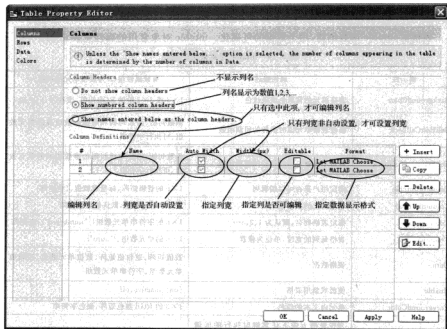 Table Property Editor
Columns
Rows
Data
Colors
Columns
Unless the 'Show names entered below...' option is selected, the number of columns appearing in the table
is determined by the number of columns in Data.
Column Headers
不显示列名
Do not show column headers
列名显示为数值1,2,3,...
Show numbered column headers
只有选中此项，才可编辑列名
Show names entered below as the column headers.
只有列宽非自动设置，才可设置列宽
Column Definitions
# Name Auto Width Width(px) Editable Format
1 Let MATLAB Choose
2 Let MATLAB Choose
Insert
Copy
Delete
Up
Down
Edit...
编辑列名 列宽是否自动设置 指定列宽 指定列是否可编辑 指定数据显示格式
OK Cancel Apply Help